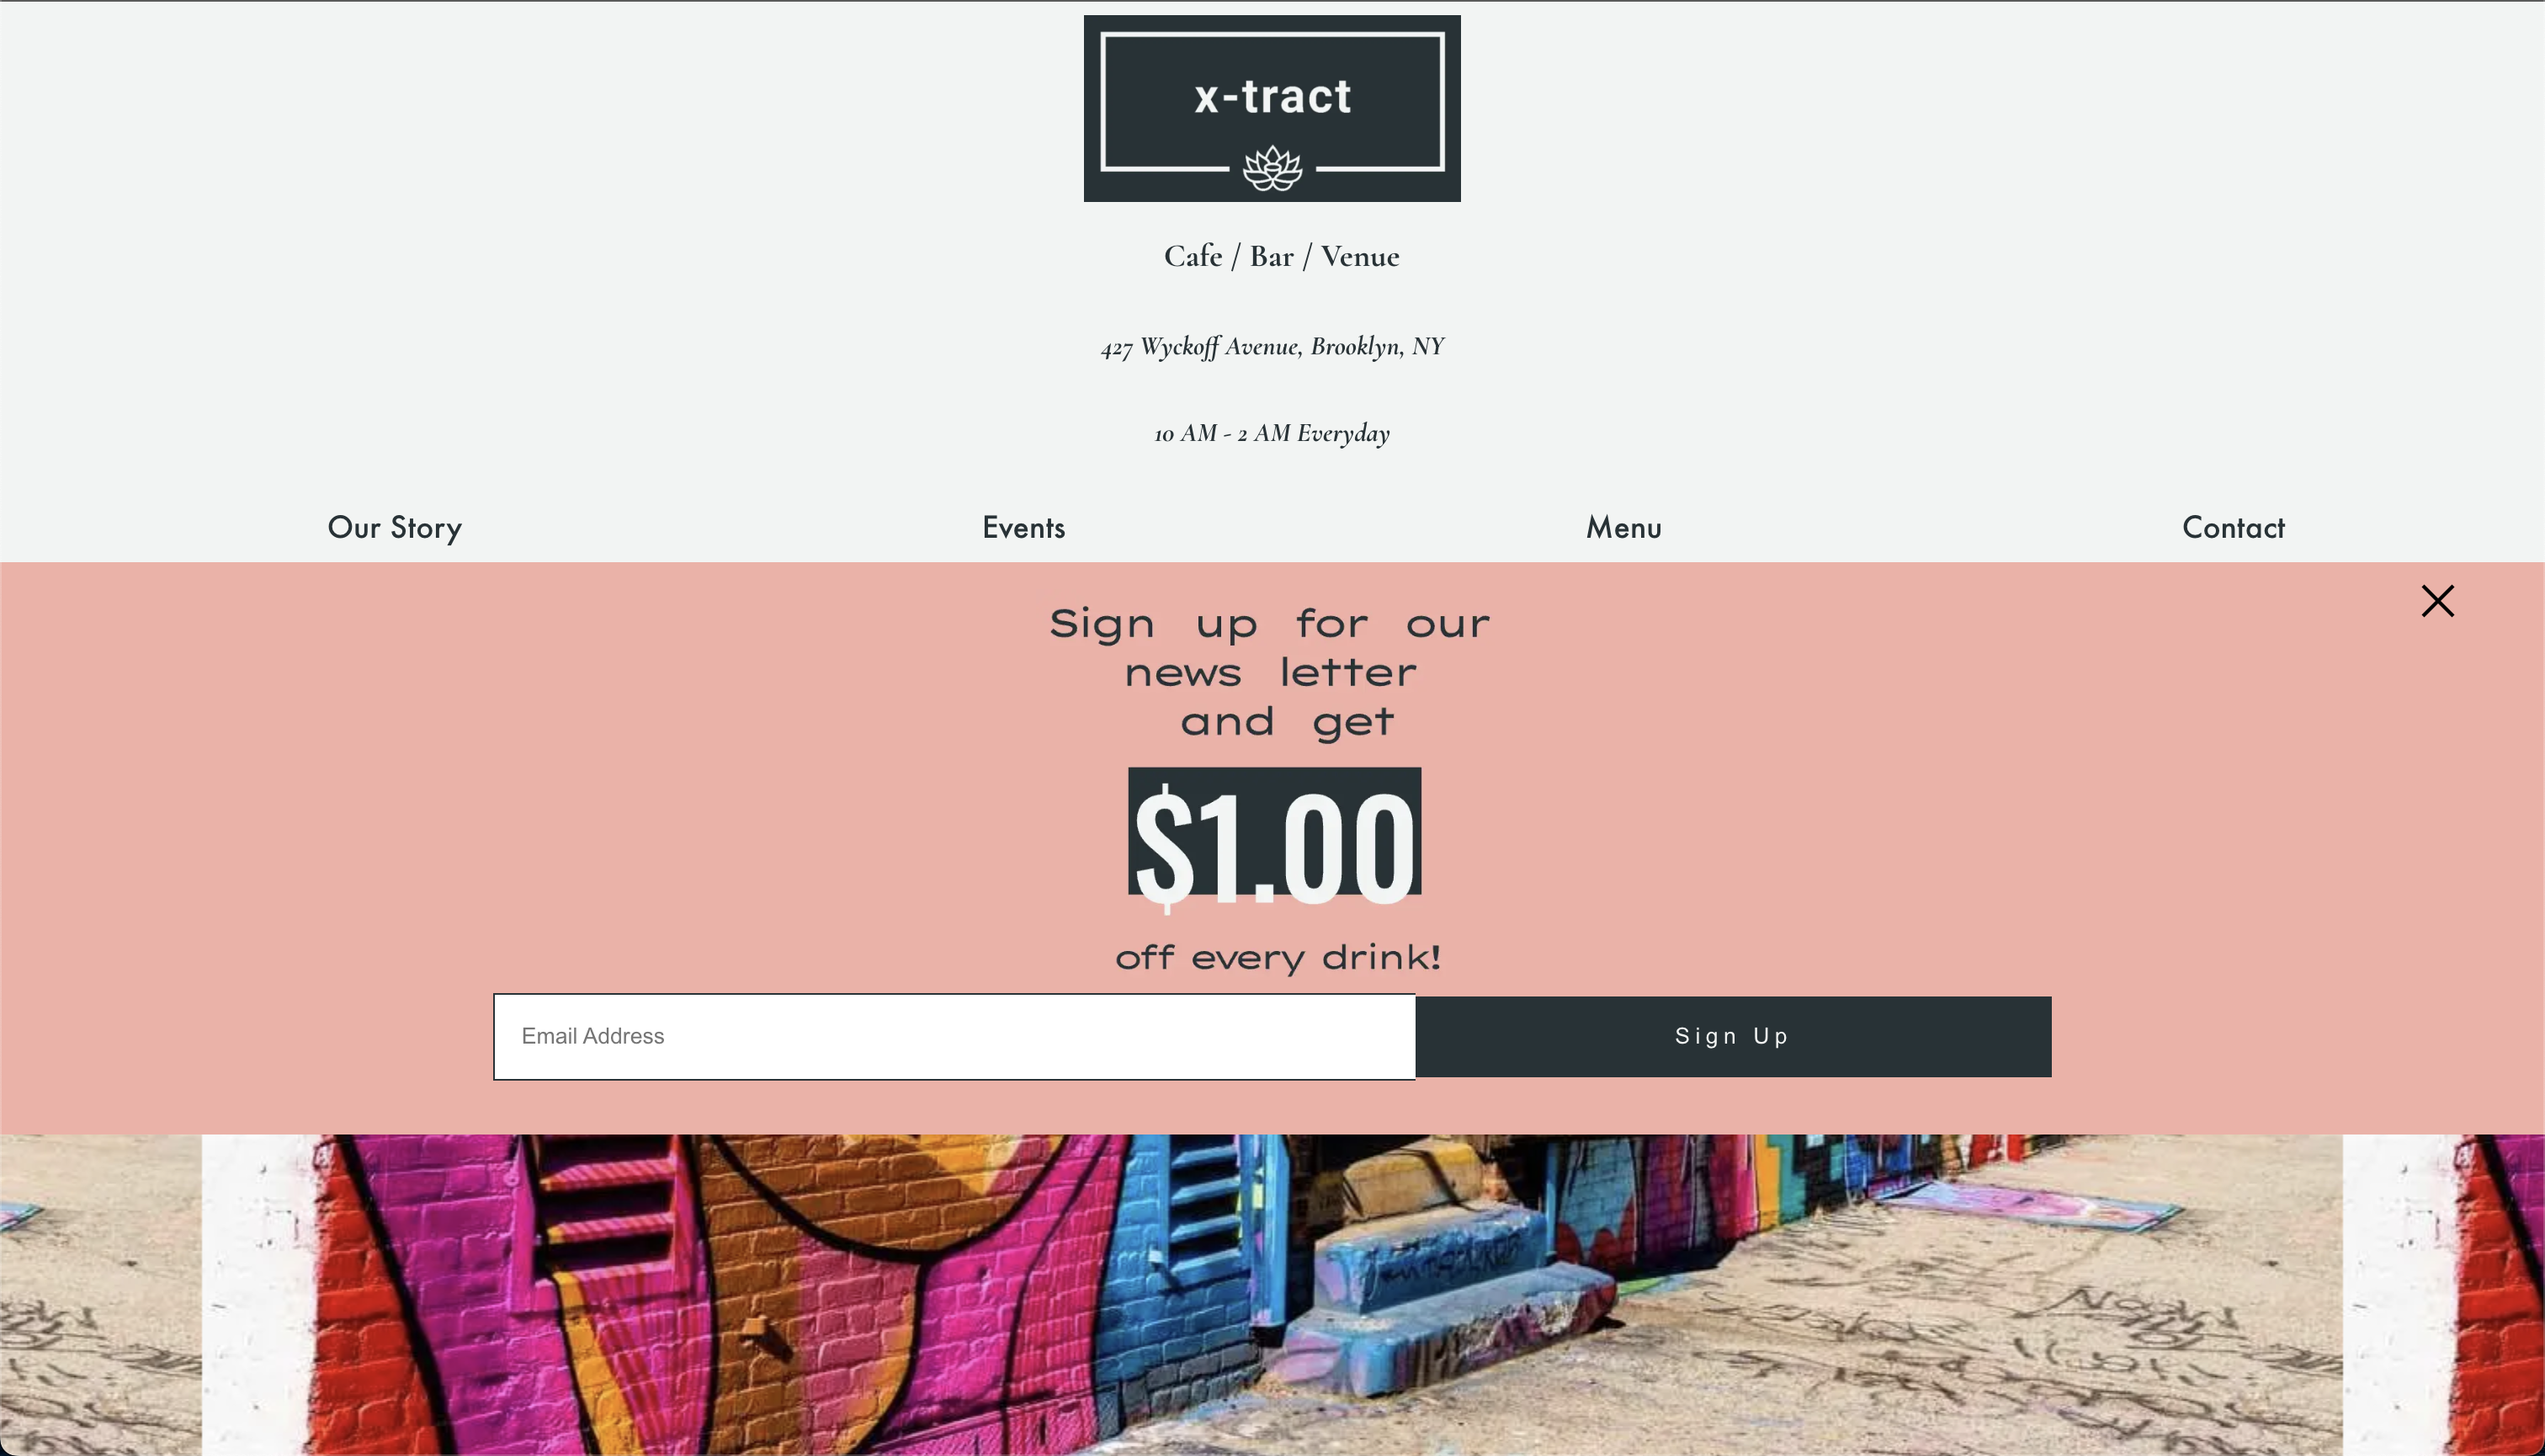 x-tract
Cafe / Bar / Venue
427 Wyckoff Avenue, Brooklyn, NY
10 AM - 2 AM Everyday
Our Story Events Menu Contact
Sign up for our
news letter
and get
$1.00
off every drink!
Email Address Sign Up